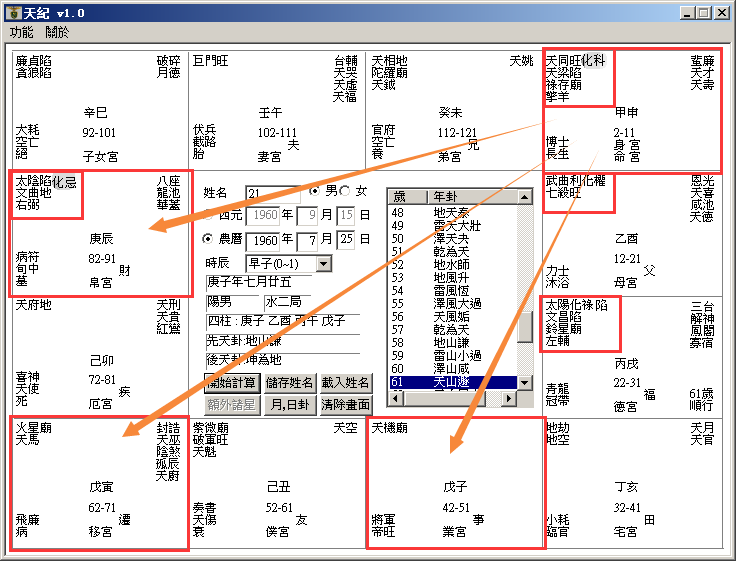 天紀 v1.0
功能 關於
廉貞陷 破碎
貪狼陷 月德
辛巳
大耗 92-101
空亡
絕 子女宮
巨門旺 台輔
天哭
天虛
天福
壬午
伏兵 102-111
截路 夫
胎 妻宮
天相地 天姚
陀羅廟
天鉞
癸未
官府 112-121
空亡 兄
養 弟宮
天同旺化科 蜚廉
天梁陷 天才
祿存廟 天壽
擎羊
甲申
2-11
博士 身宮
長生 命宮
太陰陷化忌 八座
文曲地 龍池
右弼 華蓋
庚辰
病符 82-91
旬中 財
墓 帛宮
姓名 21 男 女
西元 1960 年 9 月 15 日
農曆 1960 年 7 月 25 日
時辰 早子(0~1)
庚子年七月廿五
陽男 水二局
四柱 : 庚子 乙酉 丙午 戊子
先天卦:地山謙
後天卦:坤為地
開始計算 儲存姓名 載入姓名
額外諸星 月,日卦 清除畫面
歲 年卦
48 地天泰
49 雷天大壯
50 澤天夬
51 乾為天
52 地水師
53 地風升
54 雷風恆
55 澤風大過
56 天風姤
57 乾為天
58 地山謙
59 雷山小過
60 澤山咸
61 天山遯
武曲利化權 恩光
七殺旺 天喜
咸池
天德
乙酉
力士 12-21
沐浴 父
母宮
天府地 天刑
天貴
紅鸞
己卯
喜神 72-81
天使 疾
死 厄宮
太陽化祿陷 三台
文昌陷 解神
鈴星廟 鳳閣
左輔 寡宿
丙戌
青龍 22-31 61歲
冠帶 福 順行
德宮
火星廟 封誥
天馬 天巫
陰煞
孤辰
天廚
戊寅
飛廉 62-71 遷
病 移宮
紫微廟 天空
破軍旺
天魁
己丑
奏書 52-61
天傷 友
衰 僕宮
天機廟
戊子
將軍 42-51 事
帝旺 業宮
地劫 天月
地空 天官
丁亥
小耗 32-41 田
臨官 宅宮